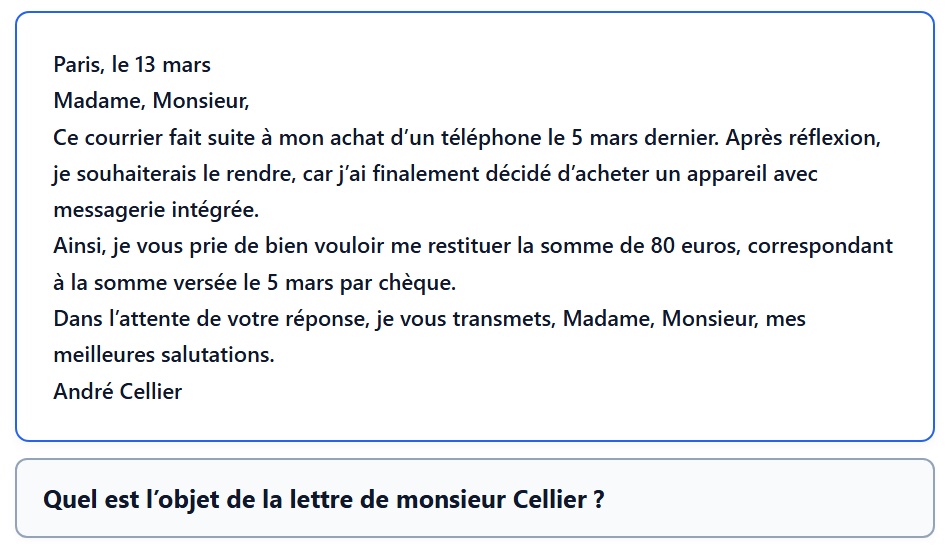 Paris, le 13 mars
Madame, Monsieur,
Ce courrier fait suite à mon achat d’un téléphone le 5 mars dernier. Après réflexion,
je souhaiterais le rendre, car j’ai finalement décidé d’acheter un appareil avec
messagerie intégrée.
Ainsi, je vous prie de bien vouloir me restituer la somme de 80 euros, correspondant
à la somme versée le 5 mars par chèque.
Dans l’attente de votre réponse, je vous transmets, Madame, Monsieur, mes
meilleures salutations.
André Cellier
Quel est l’objet de la lettre de monsieur Cellier ?